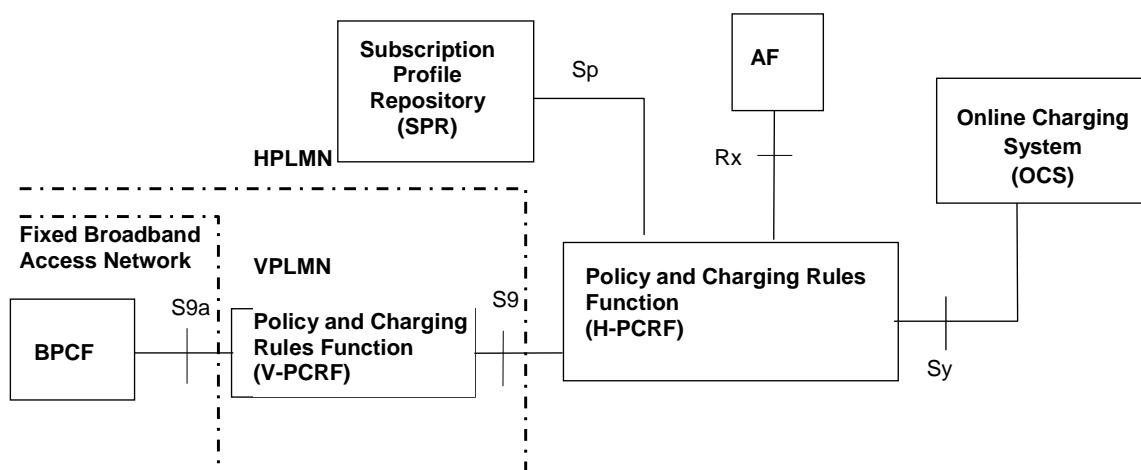 Subscription
Profile
Repository
(SPR)
Sp
AF
Online Charging
System
(OCS)
Rx
HPLMN
Fixed Broadband
Access Network
VPLMN
S9a
S9
BPCF
Policy and Charging
Rules Function
(V-PCRF)
Policy and Charging Rules
Function
(H-PCRF)
Sy